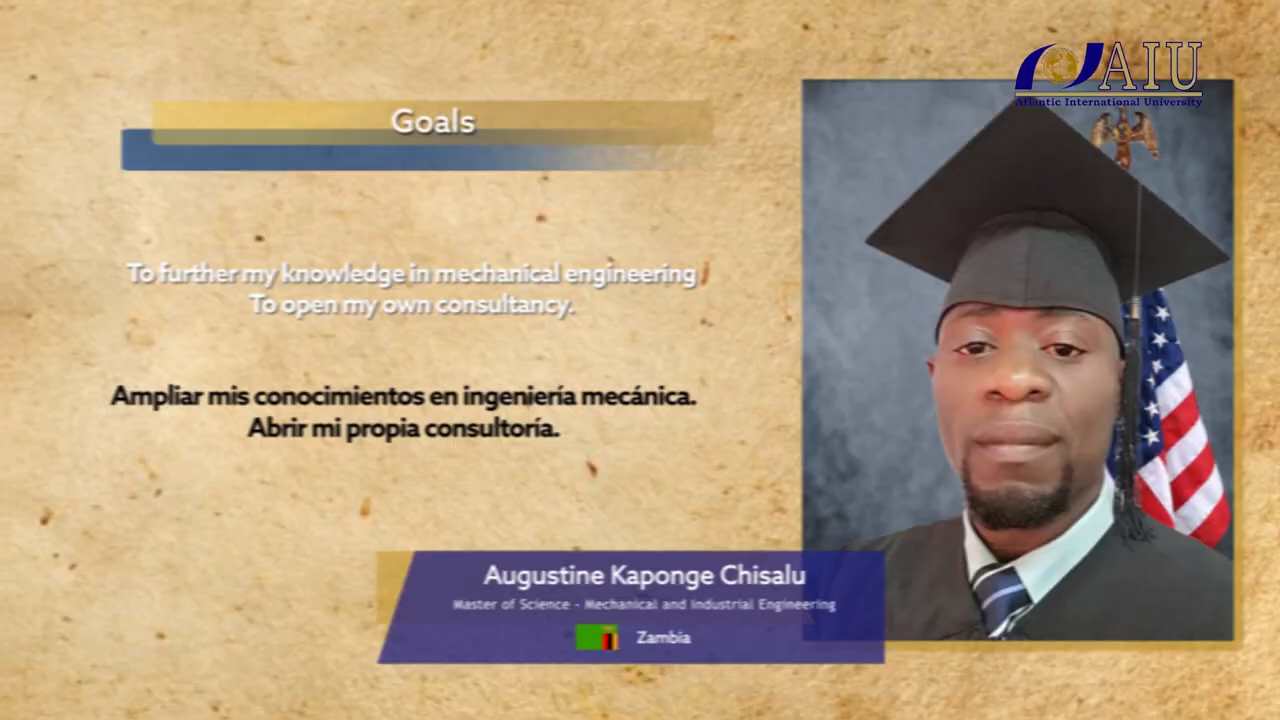 AIU
Atlantic International University
Goals
To further my knowledge in mechanical engineering
To open my own consultancy.
Ampliar mis conocimientos en ingeniería mecánica.
Abrir mi propia consultoría.
Augustine Kaponge Chisalu
Master of Science - Mechanical and Industrial Engineering
Zambia